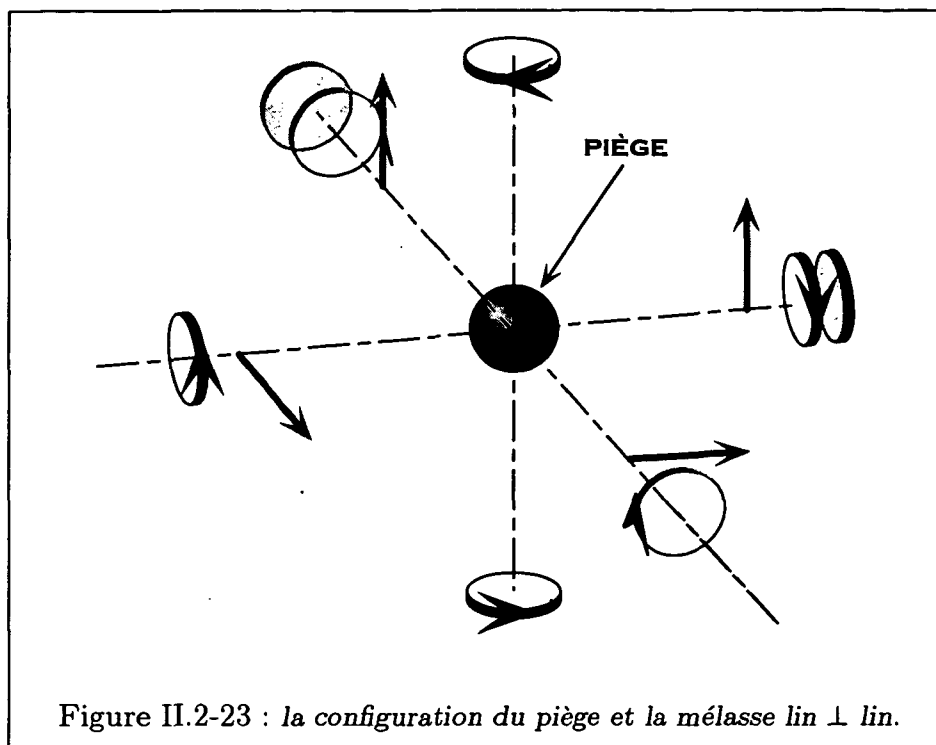 PIÈGE
Figure II.2-23 : la configuration du piège et la mélasse lin ⊥ lin.